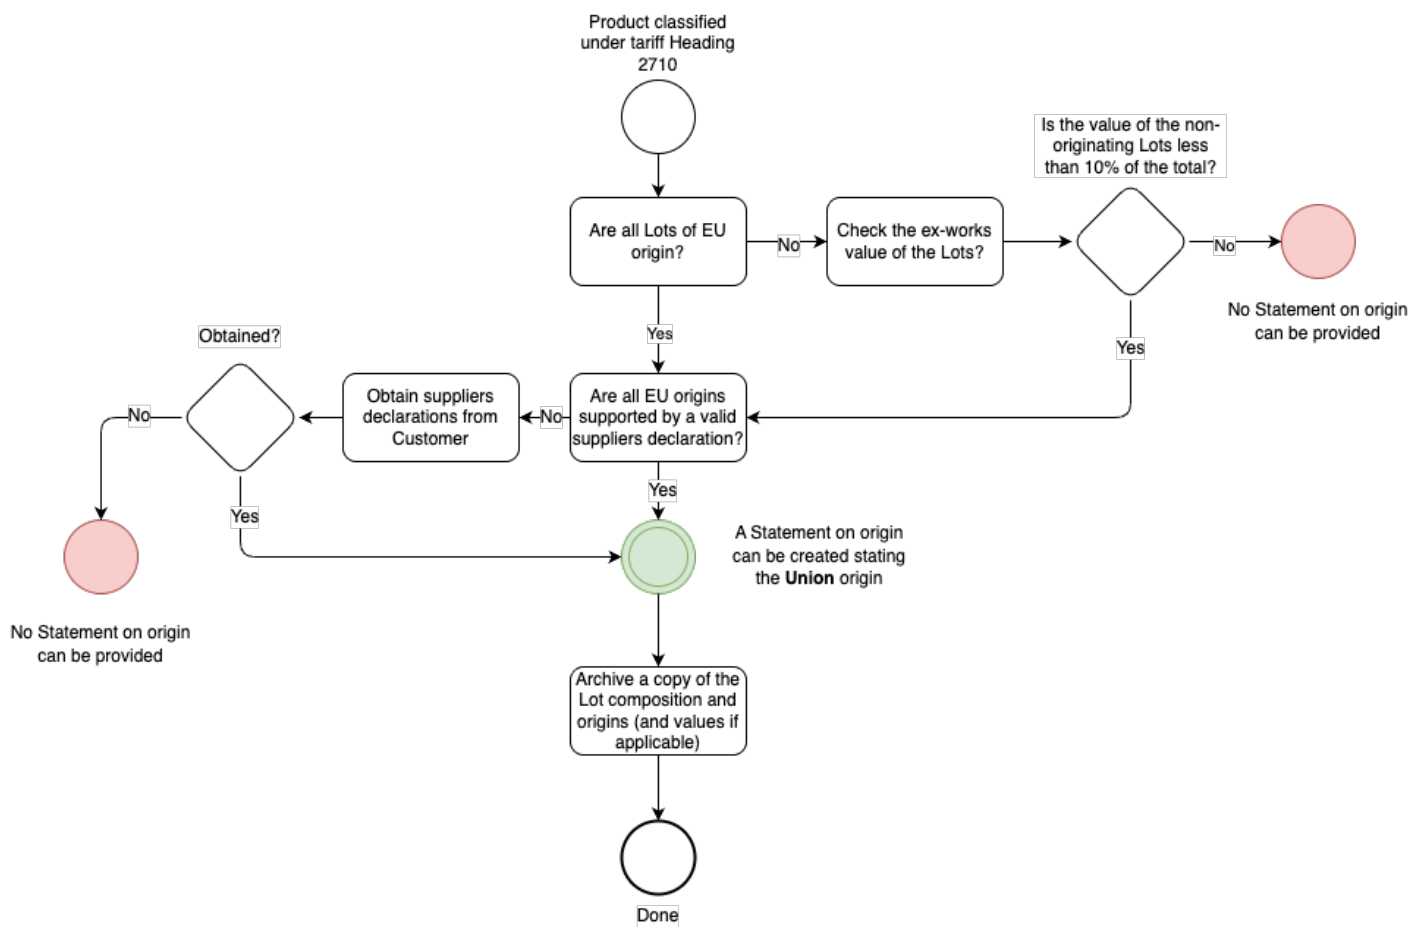 Product classified
under tariff Heading
2710
Is the value of the non-
originating Lots less
than 10% of the total?
Are all Lots of EU
origin?
No
Check the ex-works
value of the Lots?
No
No Statement on origin
can be provided
Yes
Yes
Obtained?
No
Obtain suppliers
declarations from
Customer
No
Are all EU origins
supported by a valid
suppliers declaration?
Yes
Yes
A Statement on origin
can be created stating
the Union origin
No Statement on origin
can be provided
Archive a copy of the
Lot composition and
origins (and values if
applicable)
Done